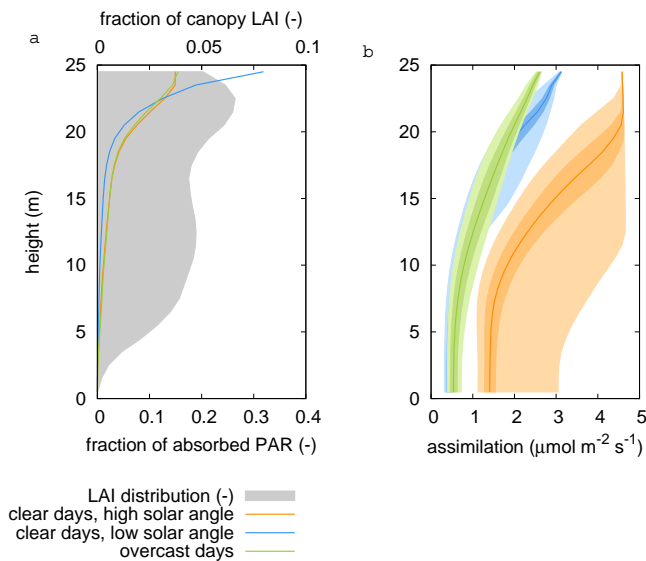 fraction of canopy LAI (-)
a
0 0.05 0.1
b
25
20
15
10
5
0
height (m)
0 0.1 0.2 0.3 0.4
fraction of absorbed PAR (-)
25
20
15
10
5
0
0 1 2 3 4 5
assimilation (μmol m⁻² s⁻¹)
LAI distribution (-)
clear days, high solar angle
clear days, low solar angle
overcast days